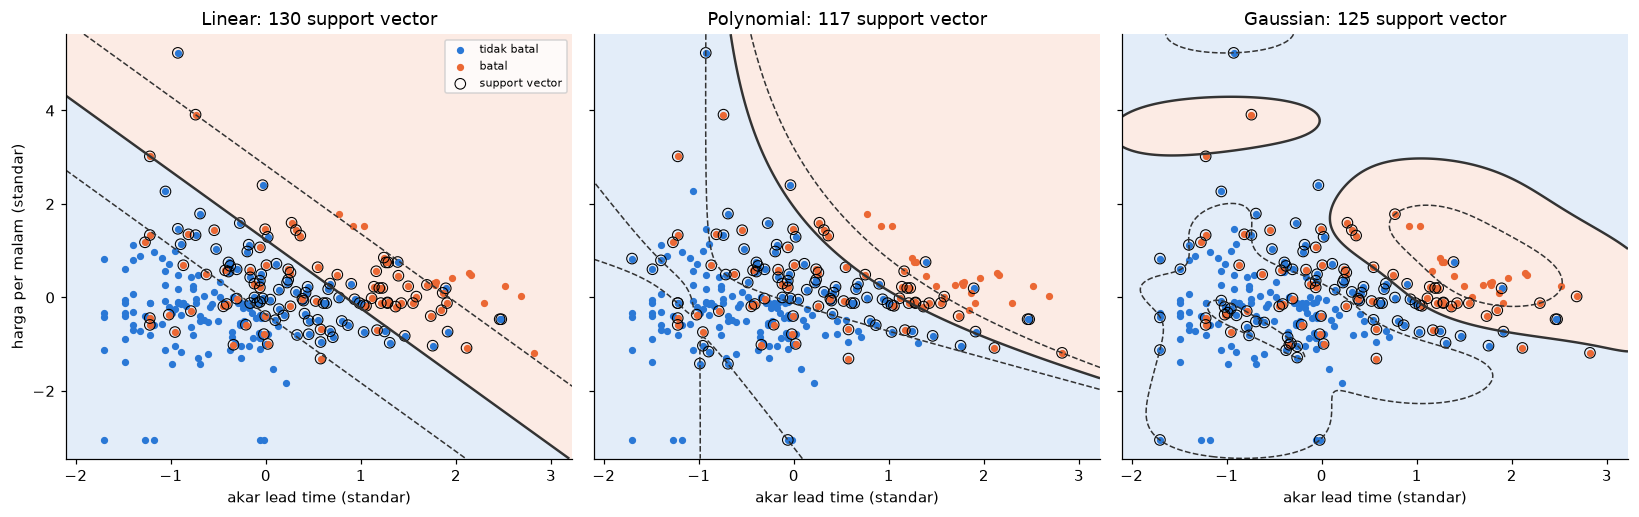 Linear: 130 support vector
Polynomial: 117 support vector
Gaussian: 125 support vector
tidak batal
batal
support vector
harga per malam (standar)
4
2
0
−2
−2 −1 0 1 2 3
−2 −1 0 1 2 3
−2 −1 0 1 2 3
akar lead time (standar)
akar lead time (standar)
akar lead time (standar)